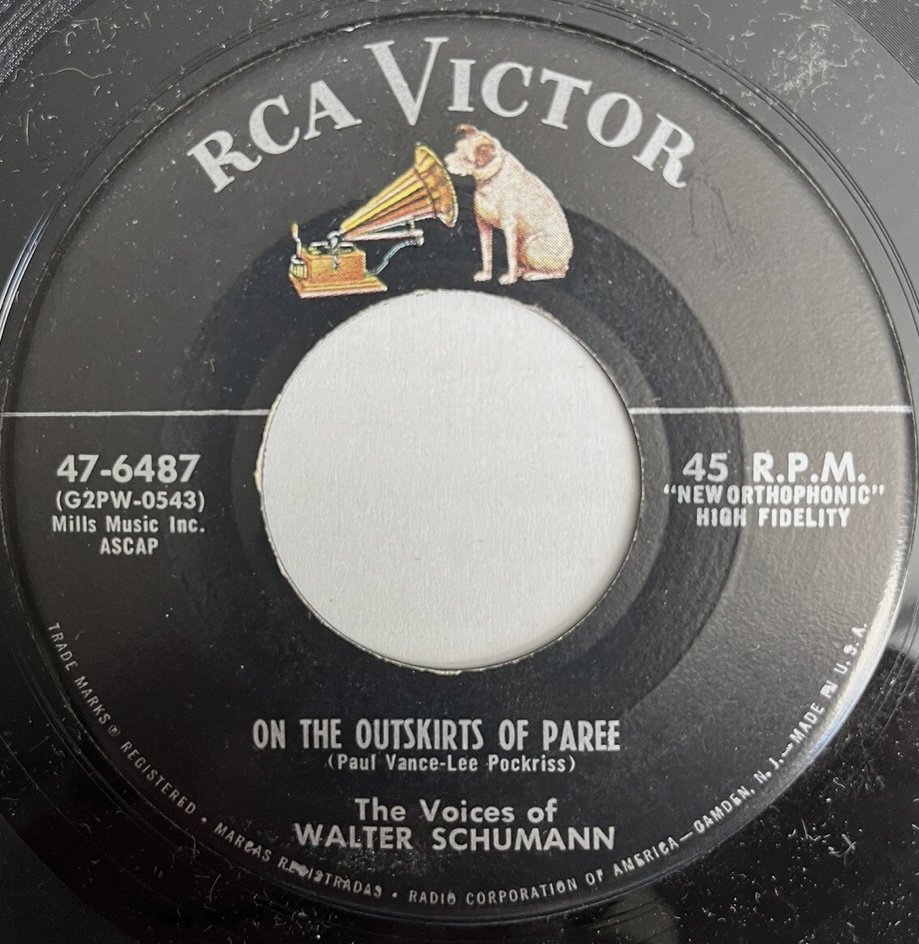 RCA VICTOR
47-6487
(G2PW-0543)
Mills Music Inc.
ASCAP
45 R.P.M.
"NEW ORTHOPHONIC"
HIGH FIDELITY
ON THE OUTSKIRTS OF PAREE
(Paul Vance-Lee Pockriss)
The Voices of
WALTER SCHUMANN
TRADE MARKS® REGISTERED • MARCAS REGISTRADAS • RADIO CORPORATION OF AMERICA—CAMDEN, N. J.—MADE IN U. S. A.